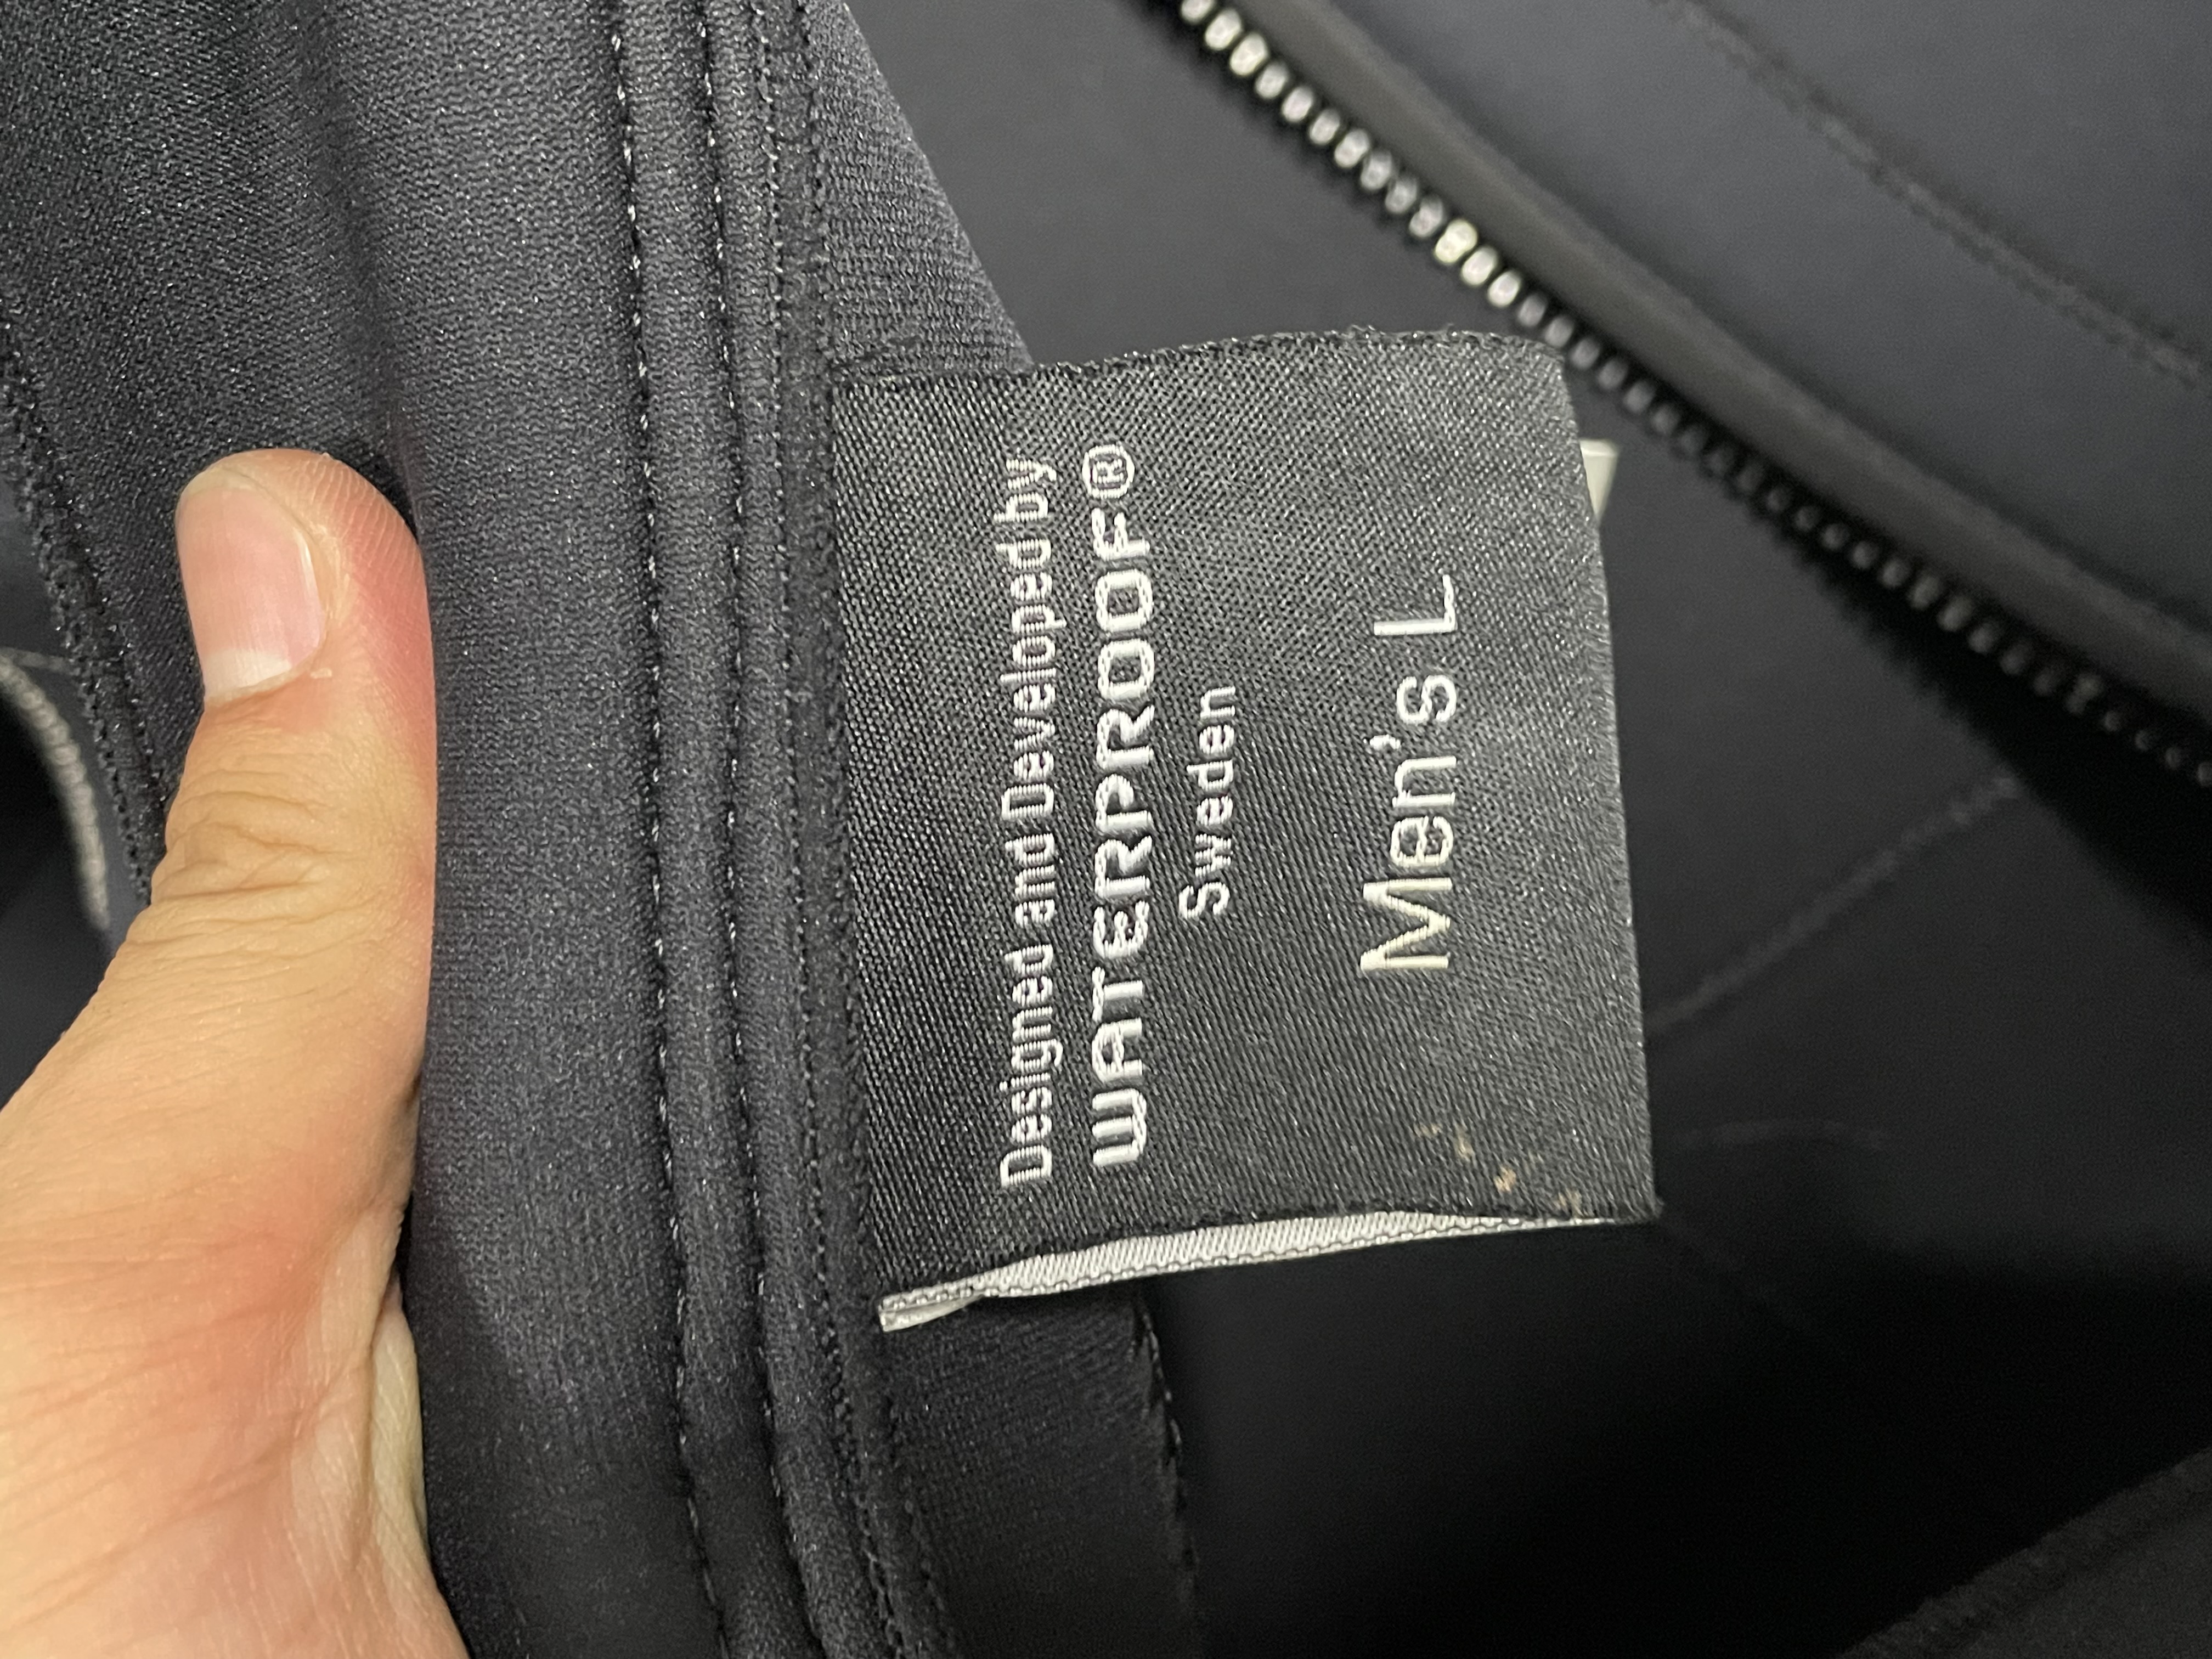 Designed and Developed by
WATERPROOF®
Sweden
Men's L